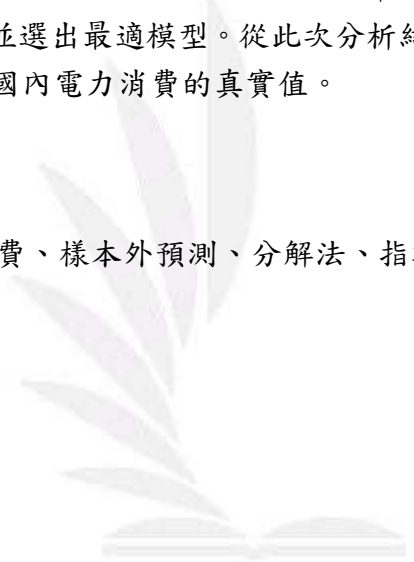 並選出最適模型。從此次分析
國內電力消費的真實值。
費、樣本外預測、分解法、指